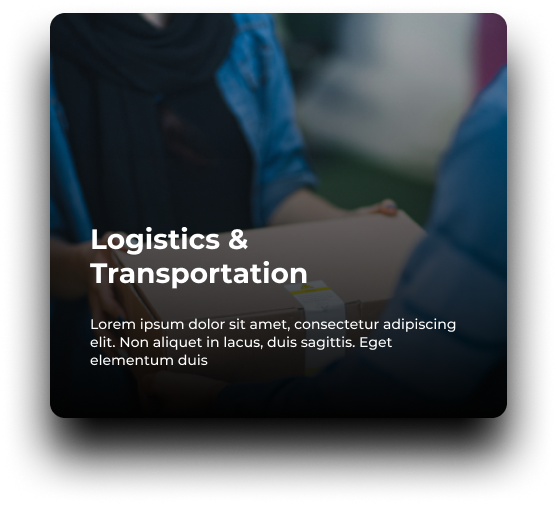 Logistics &
Transportation
Lorem ipsum dolor sit amet, consectetur adipiscing
elit. Non aliquet in lacus, duis sagittis. Eget
elementum duis